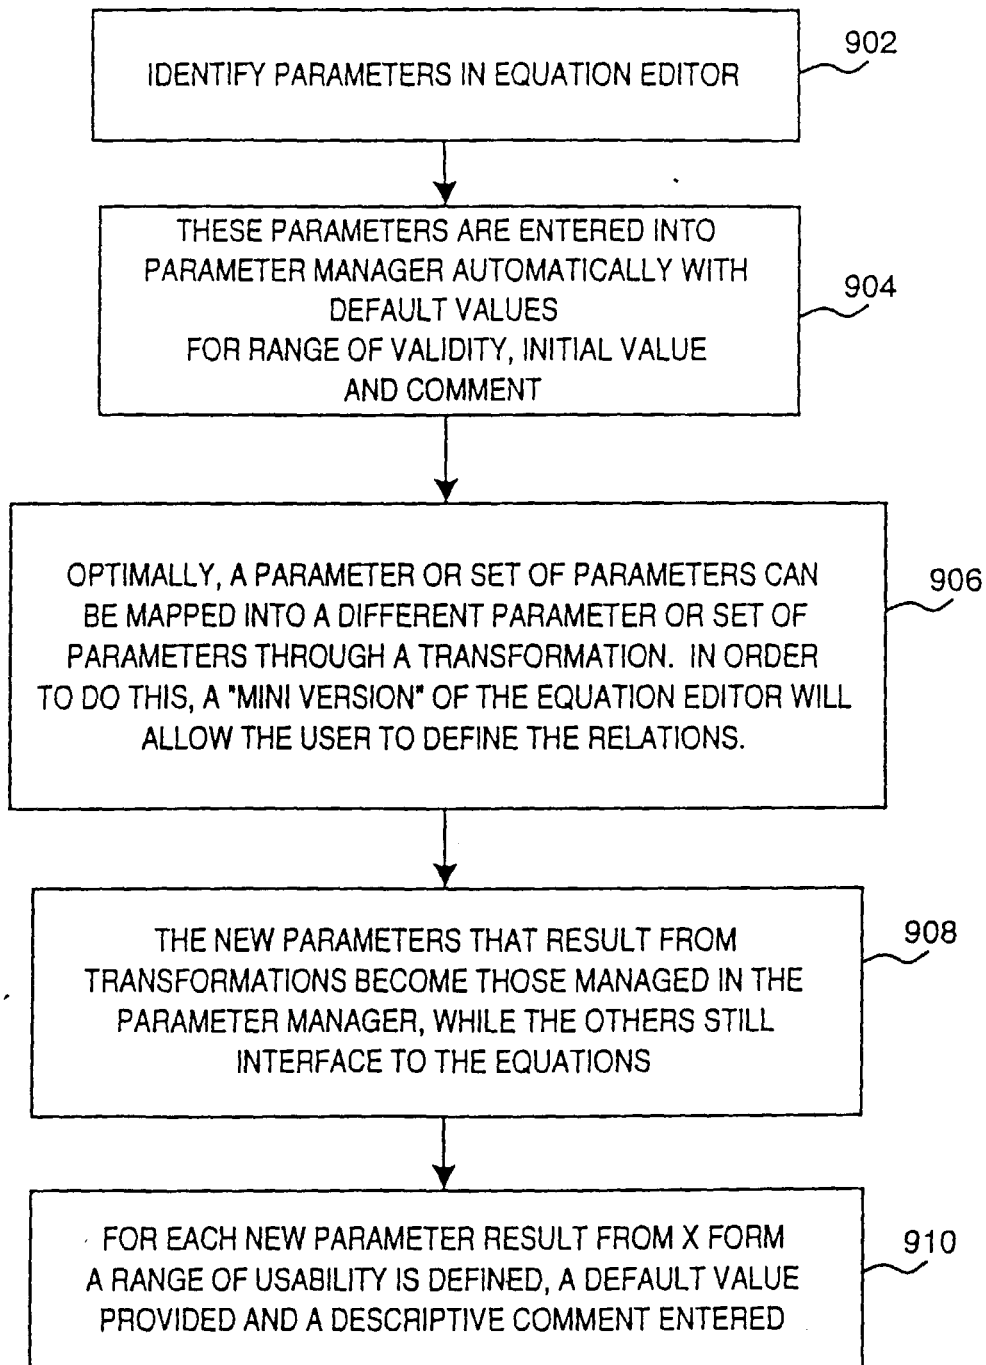 IDENTIFY PARAMETERS IN EQUATION EDITOR
902
THESE PARAMETERS ARE ENTERED INTO
PARAMETER MANAGER AUTOMATICALLY WITH
DEFAULT VALUES
FOR RANGE OF VALIDITY, INITIAL VALUE
AND COMMENT
904
OPTIMALLY, A PARAMETER OR SET OF PARAMETERS CAN
BE MAPPED INTO A DIFFERENT PARAMETER OR SET OF
PARAMETERS THROUGH A TRANSFORMATION. IN ORDER
TO DO THIS, A "MINI VERSION" OF THE EQUATION EDITOR WILL
ALLOW THE USER TO DEFINE THE RELATIONS.
906
THE NEW PARAMETERS THAT RESULT FROM
TRANSFORMATIONS BECOME THOSE MANAGED IN THE
PARAMETER MANAGER, WHILE THE OTHERS STILL
INTERFACE TO THE EQUATIONS
908
FOR EACH NEW PARAMETER RESULT FROM X FORM
A RANGE OF USABILITY IS DEFINED, A DEFAULT VALUE
PROVIDED AND A DESCRIPTIVE COMMENT ENTERED
910